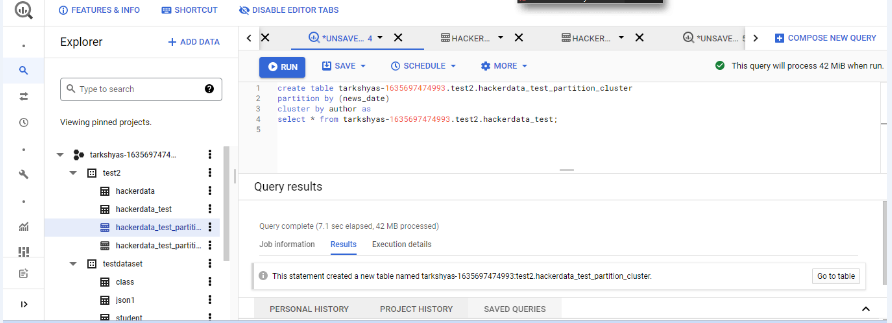 FEATURES & INFO SHORTCUT DISABLE EDITOR TABS
Explorer + ADD DATA
Type to search
Viewing pinned projects.
tarkshyas-1635697474...
test2
hackerdata
hackerdata_test
hackerdata_test_partiti...
hackerdata_test_partiti...
testdataset
class
json1
student
*UNSAVE... 4 HACKER... HACKER... *UNSAVE... COMPOSE NEW QUERY
RUN SAVE SCHEDULE MORE This query will process 42 MiB when run.
1 create table tarkshyas-1635697474993.test2.hackerdata_test_partition_cluster
2 partition by (news_date)
3 cluster by author as
4 select * from tarkshyas-1635697474993.test2.hackerdata_test;
5
Query results
Query complete (7.1 sec elapsed, 42 MB processed)
Job information Results Execution details
This statement created a new table named tarkshyas-1635697474993:test2.hackerdata_test_partition_cluster. Go to table
PERSONAL HISTORY PROJECT HISTORY SAVED QUERIES